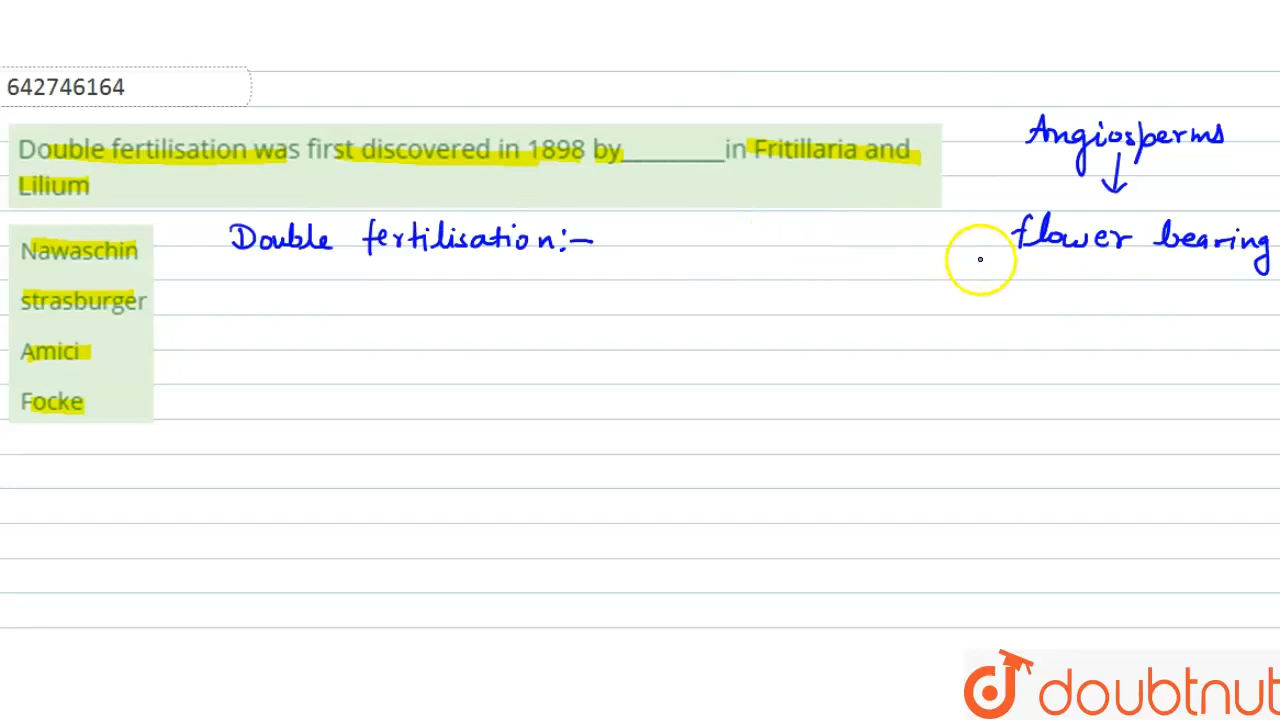 642746164
Double fertilisation was first discovered in 1898 by________in Fritillaria and
Lilium
Angiosperms
↓
flower bearing
Double fertilisation:-
Nawaschin
strasburger
Amici
Focke
doubtnut